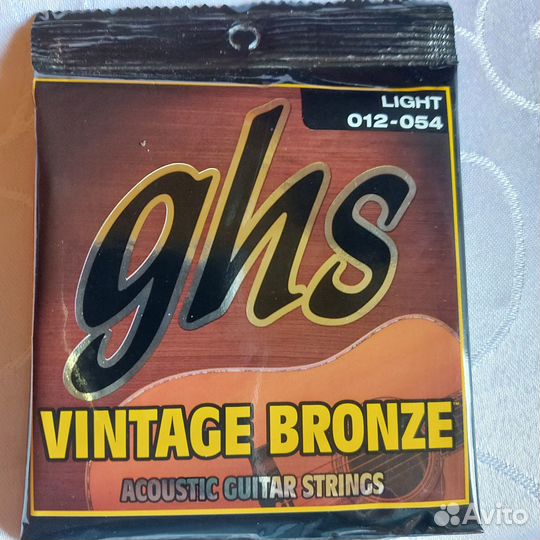 LIGHT
012-054
ghs
VINTAGE BRONZE
ACOUSTIC GUITAR STRINGS
Avito